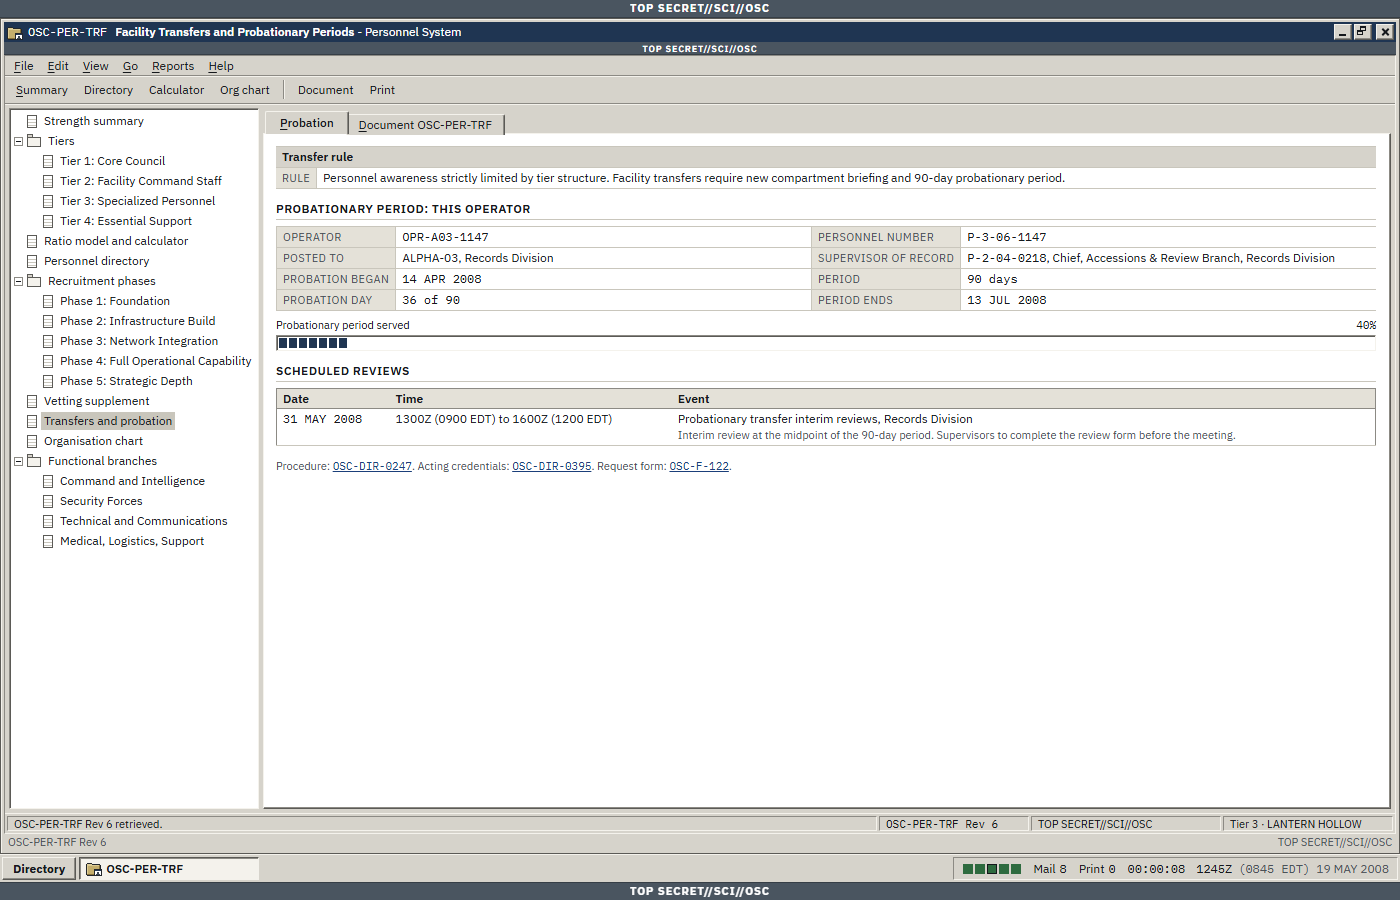 TOP SECRET//SCI//OSC
OSC-PER-TRF Facility Transfers and Probationary Periods - Personnel System
TOP SECRET//SCI//OSC
File Edit View Go Reports Help
Summary Directory Calculator Org chart Document Print
Strength summary
Tiers
Tier 1: Core Council
Tier 2: Facility Command Staff
Tier 3: Specialized Personnel
Tier 4: Essential Support
Ratio model and calculator
Personnel directory
Recruitment phases
Phase 1: Foundation
Phase 2: Infrastructure Build
Phase 3: Network Integration
Phase 4: Full Operational Capability
Phase 5: Strategic Depth
Vetting supplement
Transfers and probation
Organisation chart
Functional branches
Command and Intelligence
Security Forces
Technical and Communications
Medical, Logistics, Support
Probation Document OSC-PER-TRF
Transfer rule
RULE Personnel awareness strictly limited by tier structure. Facility transfers require new compartment briefing and 90-day probationary period.
PROBATIONARY PERIOD: THIS OPERATOR
OPERATOR OPR-A03-1147 PERSONNEL NUMBER P-3-06-1147
POSTED TO ALPHA-03, Records Division SUPERVISOR OF RECORD P-2-04-0218, Chief, Accessions & Review Branch, Records Division
PROBATION BEGAN 14 APR 2008 PERIOD 90 days
PROBATION DAY 36 of 90 PERIOD ENDS 13 JUL 2008
Probationary period served 40%
SCHEDULED REVIEWS
Date Time Event
31 MAY 2008 1300Z (0900 EDT) to 1600Z (1200 EDT) Probationary transfer interim reviews, Records Division
Interim review at the midpoint of the 90-day period. Supervisors to complete the review form before the meeting.
Procedure: OSC-DIR-0247. Acting credentials: OSC-DIR-0395. Request form: OSC-F-122.
OSC-PER-TRF Rev 6 retrieved. OSC-PER-TRF Rev 6 TOP SECRET//SCI//OSC Tier 3 · LANTERN HOLLOW
OSC-PER-TRF Rev 6 TOP SECRET//SCI//OSC
Directory OSC-PER-TRF Mail 8 Print 0 00:00:08 1245Z (0845 EDT) 19 MAY 2008
TOP SECRET//SCI//OSC